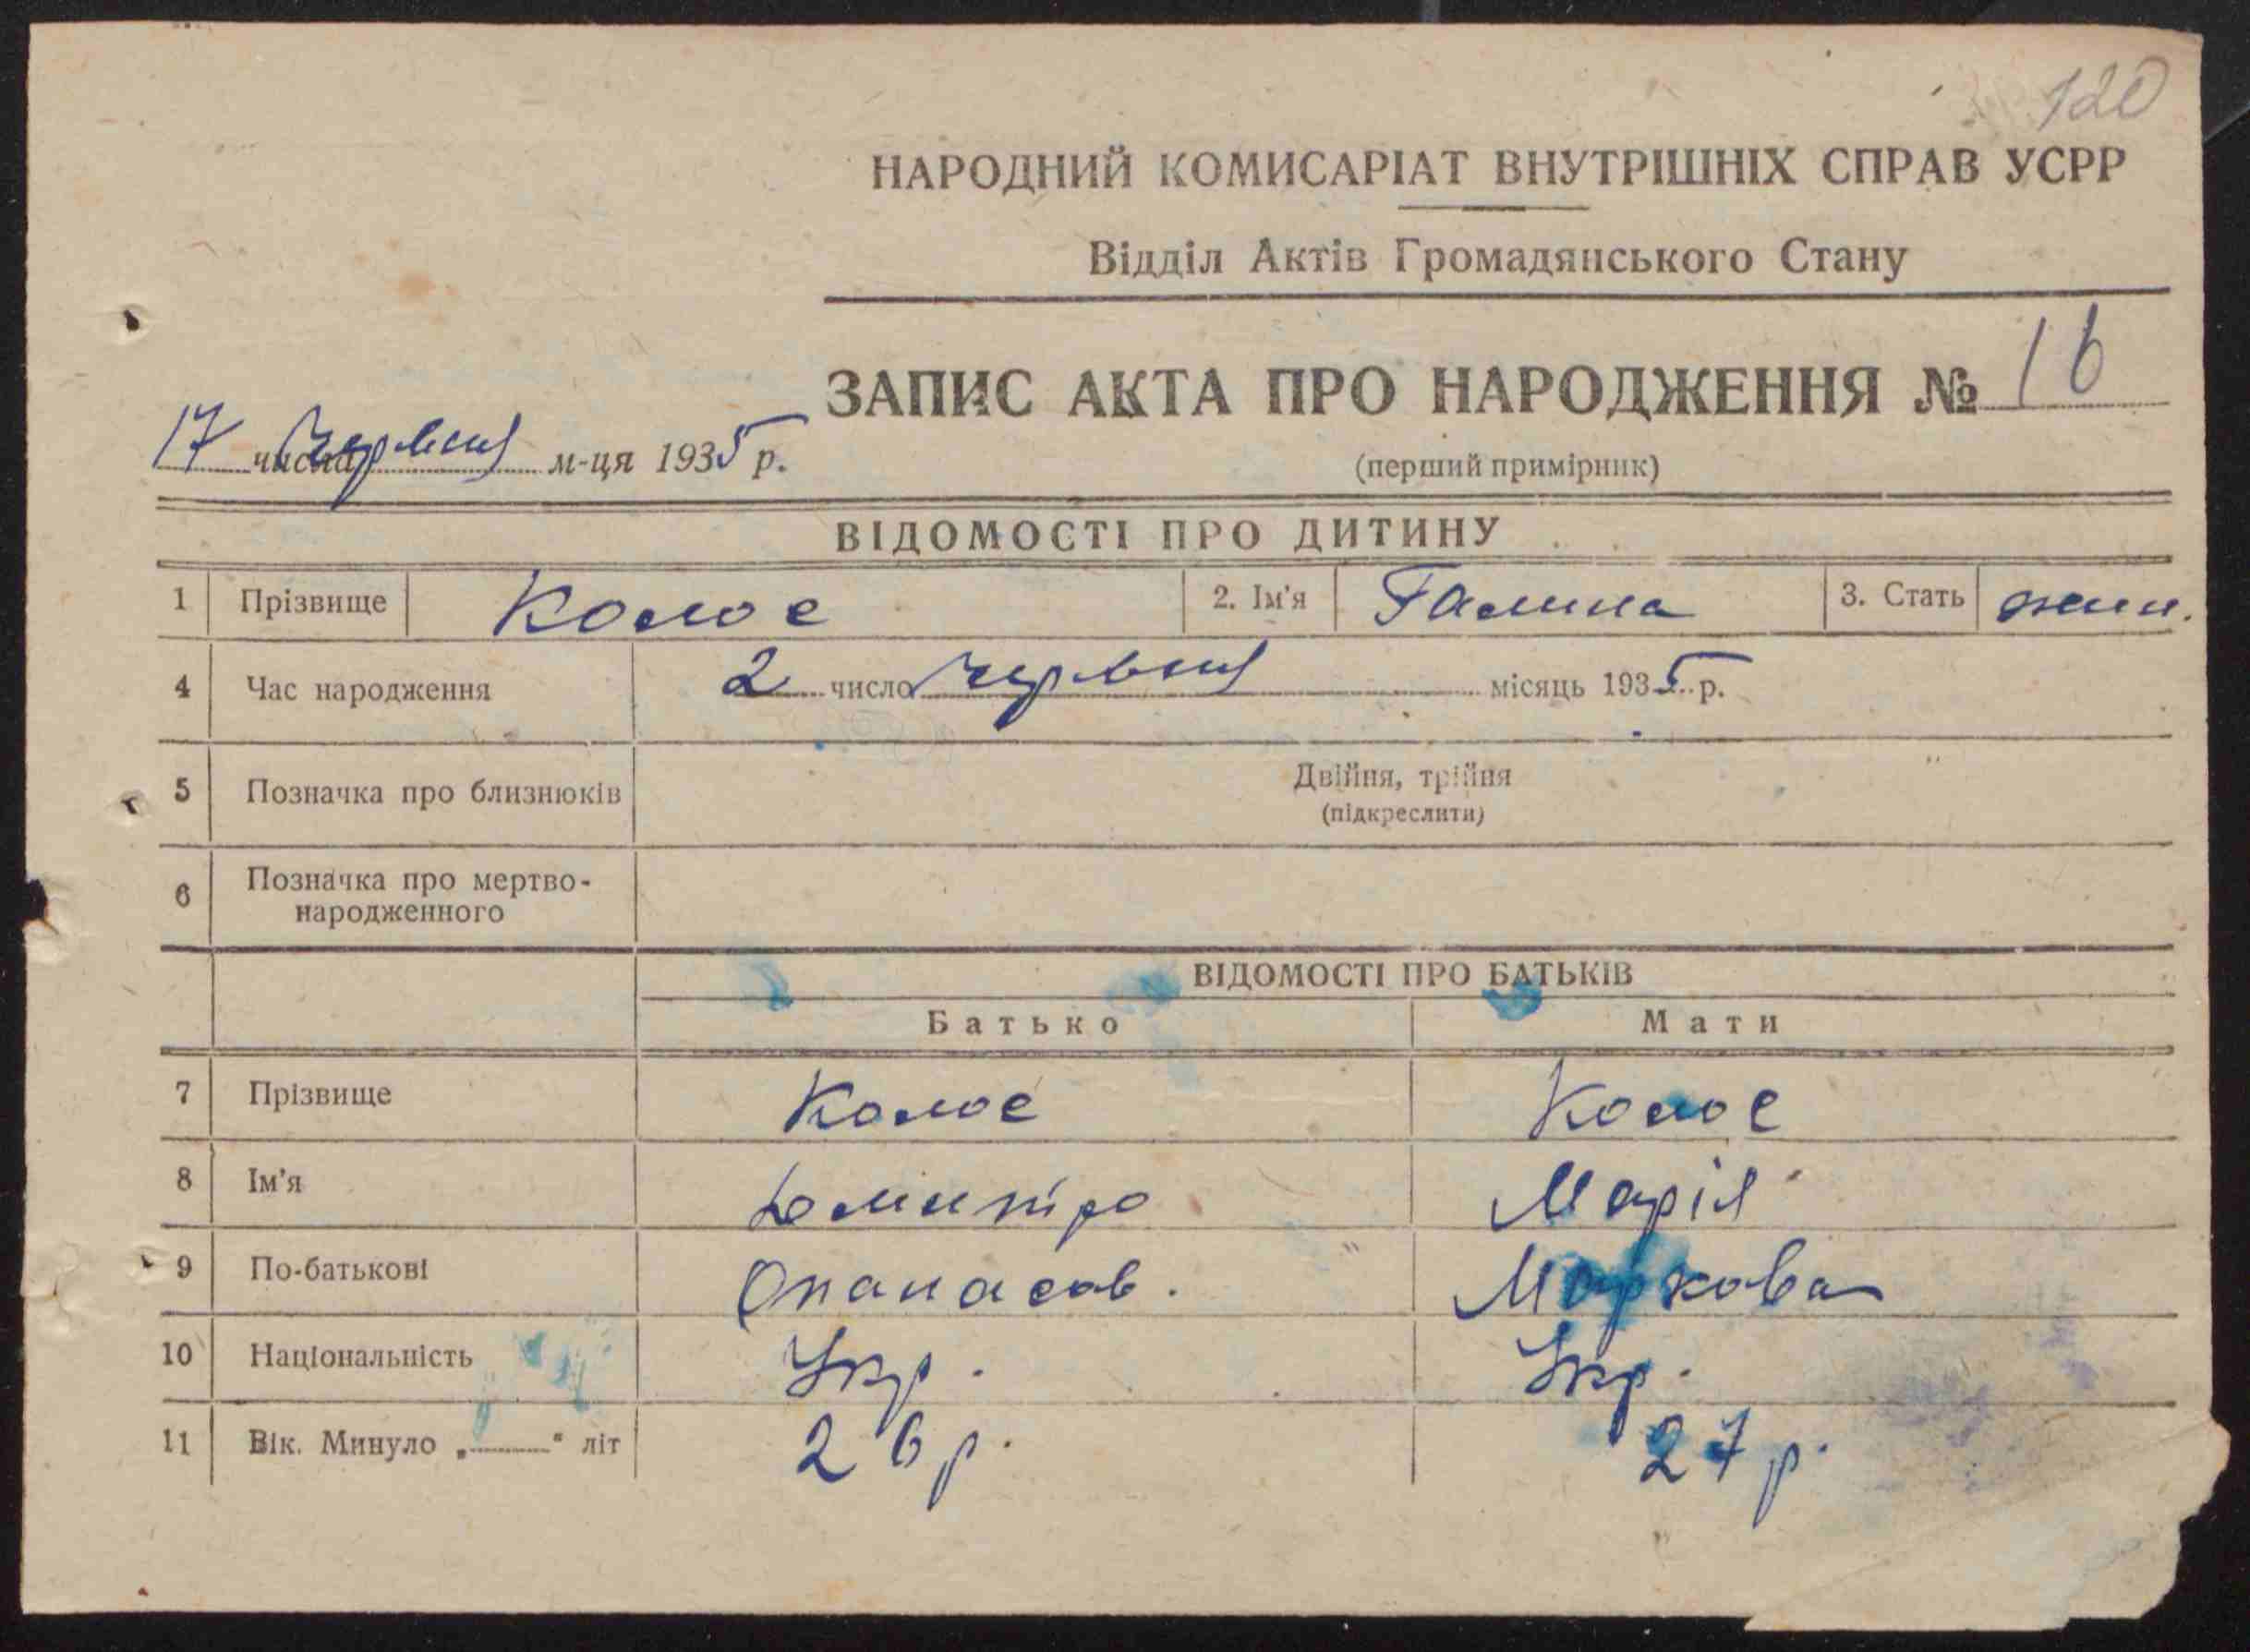 120
НАРОДНИЙ КОМИСАРІАТ ВНУТРІШНІХ СПРАВ УСРР
Відділ Актів Громадянського Стану
ЗАПИС АКТА ПРО НАРОДЖЕННЯ № 16
17 числа червня м-ця 1935 р.
(перший примірник)
ВІДОМОСТІ ПРО ДИТИНУ
1 Прізвище Колос 2. Ім'я Галина 3. Стать жин.
4 Час народження 2 число червня місяць 1935 р.
5 Позначка про близнюків Двійня, трійня
(підкреслити)
6 Позначка про мертво-
народженного
ВІДОМОСТІ ПРО БАТЬКІВ
Батько Мати
7 Прізвище Колос Колос
8 Ім'я Дмитро Марія
9 По-батькові Опанасов. Маркова
10 Національність Укр. Укр.
11 Вік. Минуло „ " літ 26 р. 27 р.